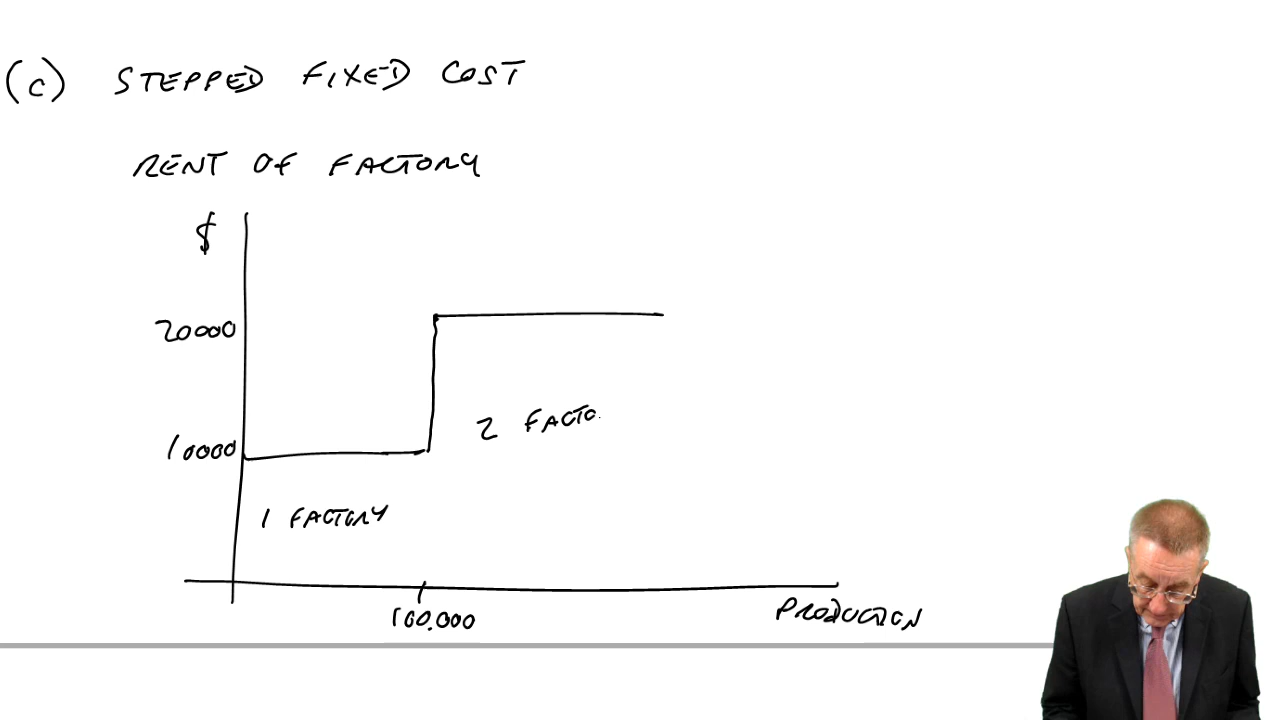 (c) STEPPED FIXED COST
RENT OF FACTORY
$
20000
10000
2 FACTO
1 FACTORY
100,000
PRODUCTION